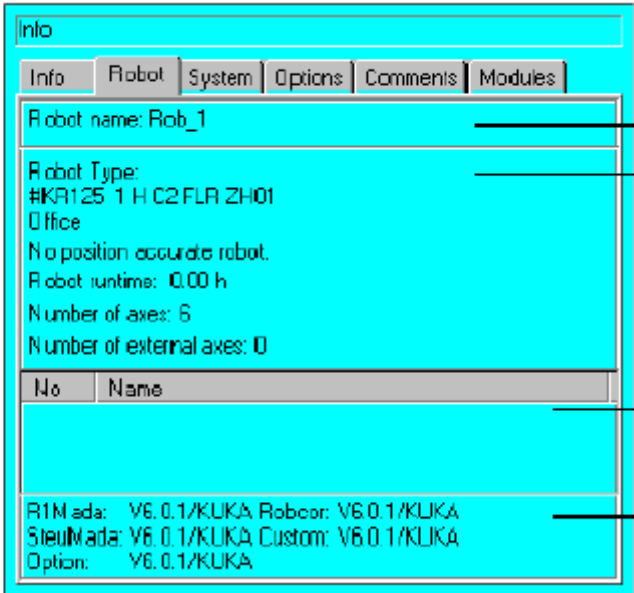 Info
Info Robot System Options Comments Modules
Robot name: Rob_1
Robot Type:
#KR125_1 H C2 FLR ZH01
Office
No position accurate robot.
Robot runtime: 0.00 h
Number of axes: 6
Number of external axes: 0
No Name
R1Mada: V6.0.1/KUKA Robcor: V6.0.1/KUKA
SteuMada: V6.0.1/KUKA Custom: V6.0.1/KUKA
Option: V6.0.1/KUKA